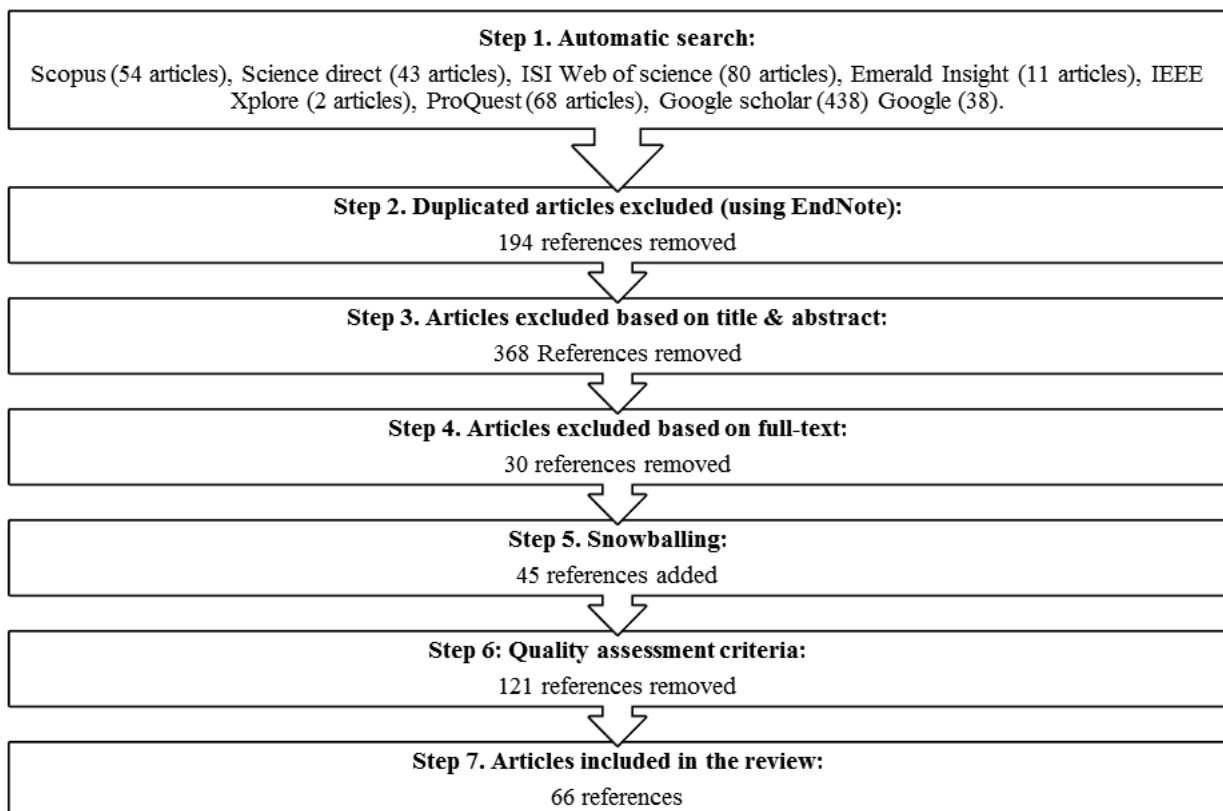 Step 1. Automatic search:
Scopus (54 articles), Science direct (43 articles), ISI Web of science (80 articles), Emerald Insight (11 articles), IEEE
Xplore (2 articles), ProQuest (68 articles), Google scholar (438) Google (38).
Step 2. Duplicated articles excluded (using EndNote):
194 references removed
Step 3. Articles excluded based on title & abstract:
368 References removed
Step 4. Articles excluded based on full-text:
30 references removed
Step 5. Snowballing:
45 references added
Step 6: Quality assessment criteria:
121 references removed
Step 7. Articles included in the review:
66 references